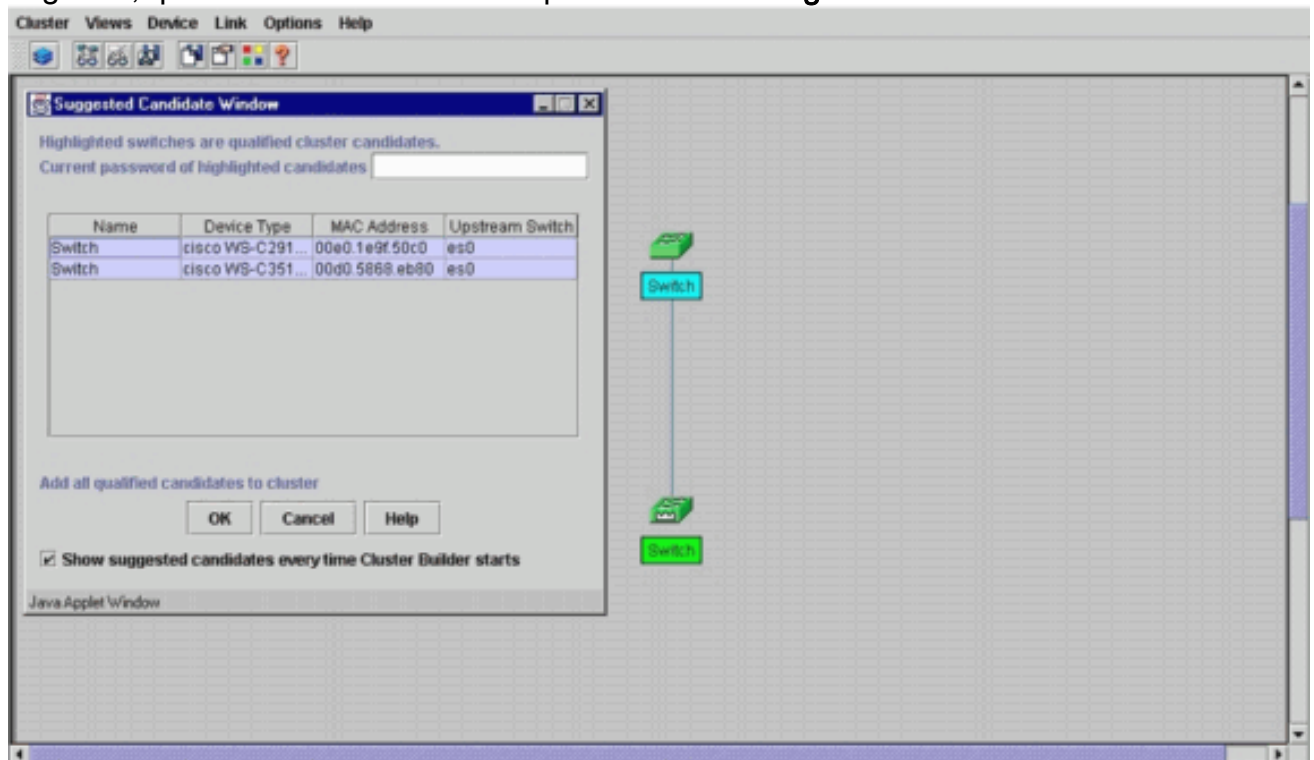 Cluster Views Device Link Options Help
Suggested Candidate Window
Highlighted switches are qualified cluster candidates.
Current password of highlighted candidates
Name Device Type MAC Address Upstream Switch
Switch cisco WS-C291... 00e0.1e9f.50c0 es0
Switch cisco WS-C351... 00d0.5868.eb80 es0
Add all qualified candidates to cluster
OK Cancel Help
Show suggested candidates every time Cluster Builder starts
Java Applet Window
Switch
Switch